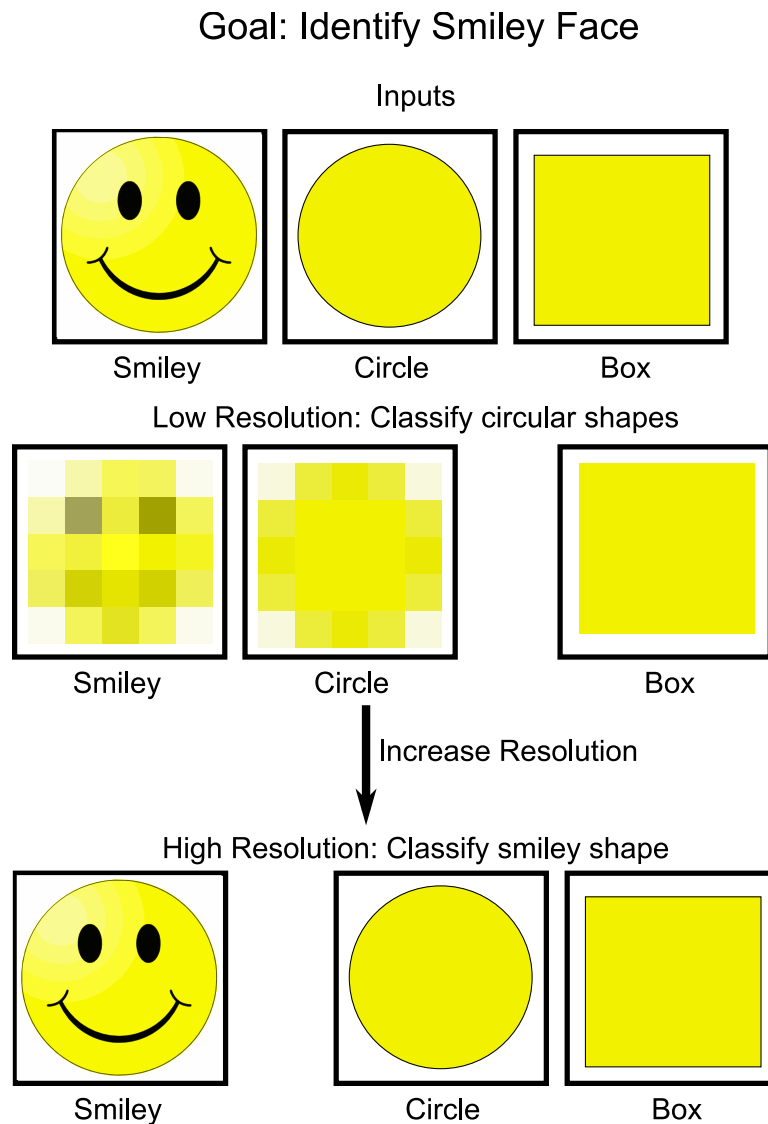 Goal: Identify Smiley Face
Inputs
Smiley Circle Box
Low Resolution: Classify circular shapes
Smiley Circle Box
Increase Resolution
High Resolution: Classify smiley shape
Smiley Circle Box